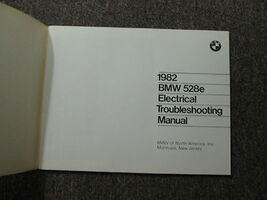 1982
BMW 528e
Electrical
Troubleshooting
Manual
BMW of North America, Inc.
Montvale, New Jersey